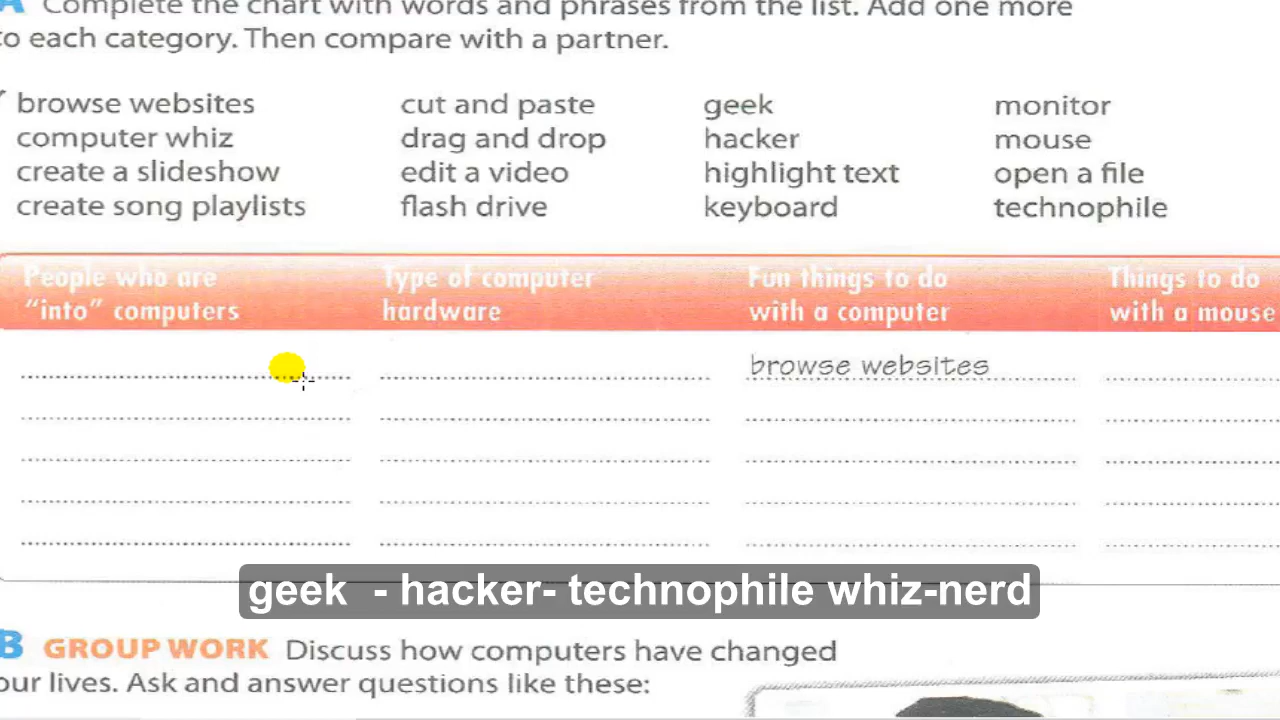 A Complete the chart with words and phrases from the list. Add one more
to each category. Then compare with a partner.
browse websites cut and paste geek monitor
computer whiz drag and drop hacker mouse
create a slideshow edit a video highlight text open a file
create song playlists flash drive keyboard technophile
People who are Type of computer Fun things to do Things to do
"into" computers hardware with a computer with a mouse
browse websites
geek - hacker- technophile whiz-nerd
B GROUP WORK Discuss how computers have changed
our lives. Ask and answer questions like these: